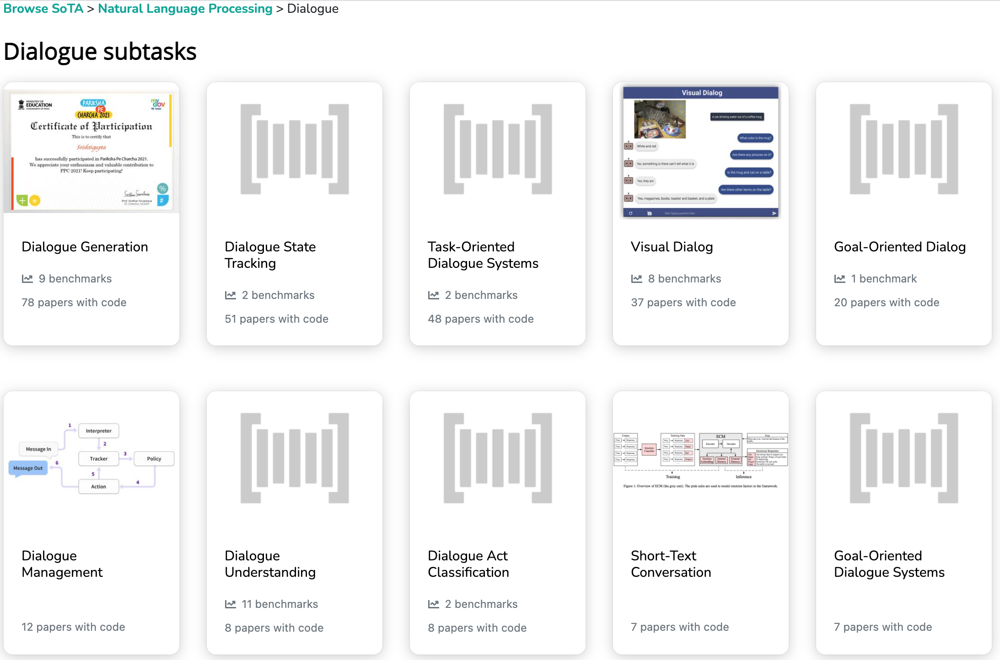 Browse SoTA > Natural Language Processing > Dialogue
Dialogue subtasks
MINISTRY OF
EDUCATION
GOVERNMENT OF INDIA
PARIKSHA
PE
CHARCHA 2021
my
GOV
Certificate of Participation
This is to certify that
Srishtigupta
has successfully participated in Pariksha Pe Charcha 2021.
We appreciate your enthusiasm and valuable contribution to
PPC 2021! Keep participating!
Prof. Sridhar Srivastava
I/C Director, NCERT
+
*
%
#
Dialogue Generation
9 benchmarks
78 papers with code
Dialogue State
Tracking
2 benchmarks
51 papers with code
Task-Oriented
Dialogue Systems
2 benchmarks
48 papers with code
Visual Dialog
A cat drinking water out of a coffee mug.
What color is the mug?
White and red
Are there any pictures on it?
No, something is there can't tell what it is
Is the mug and cat on a table?
Yes, they are
Are there other items on the table?
Yes, magazines, books, toaster and basket, and a plate
Start typing question here ...
Visual Dialog
8 benchmarks
37 papers with code
Goal-Oriented Dialog
1 benchmark
20 papers with code
1
Interpreter
2
Message In
Tracker
3
Policy
Message Out
6
5
4
Action
Dialogue
Management
12 papers with code
Dialogue
Understanding
11 benchmarks
8 papers with code
Dialogue Act
Classification
2 benchmarks
8 papers with code
Corpus
Training Data
ECM
Post
Encoder
Decoder
Emotion
Classifier
Emotional Responses
Emotion
Embedding
Internal
Memory
External
Memory
Training
Inference
Figure 1: Overview of ECM (the grey unit). The pink units are used to model emotion factors in the framework.
Short-Text
Conversation
7 papers with code
Goal-Oriented
Dialogue Systems
7 papers with code